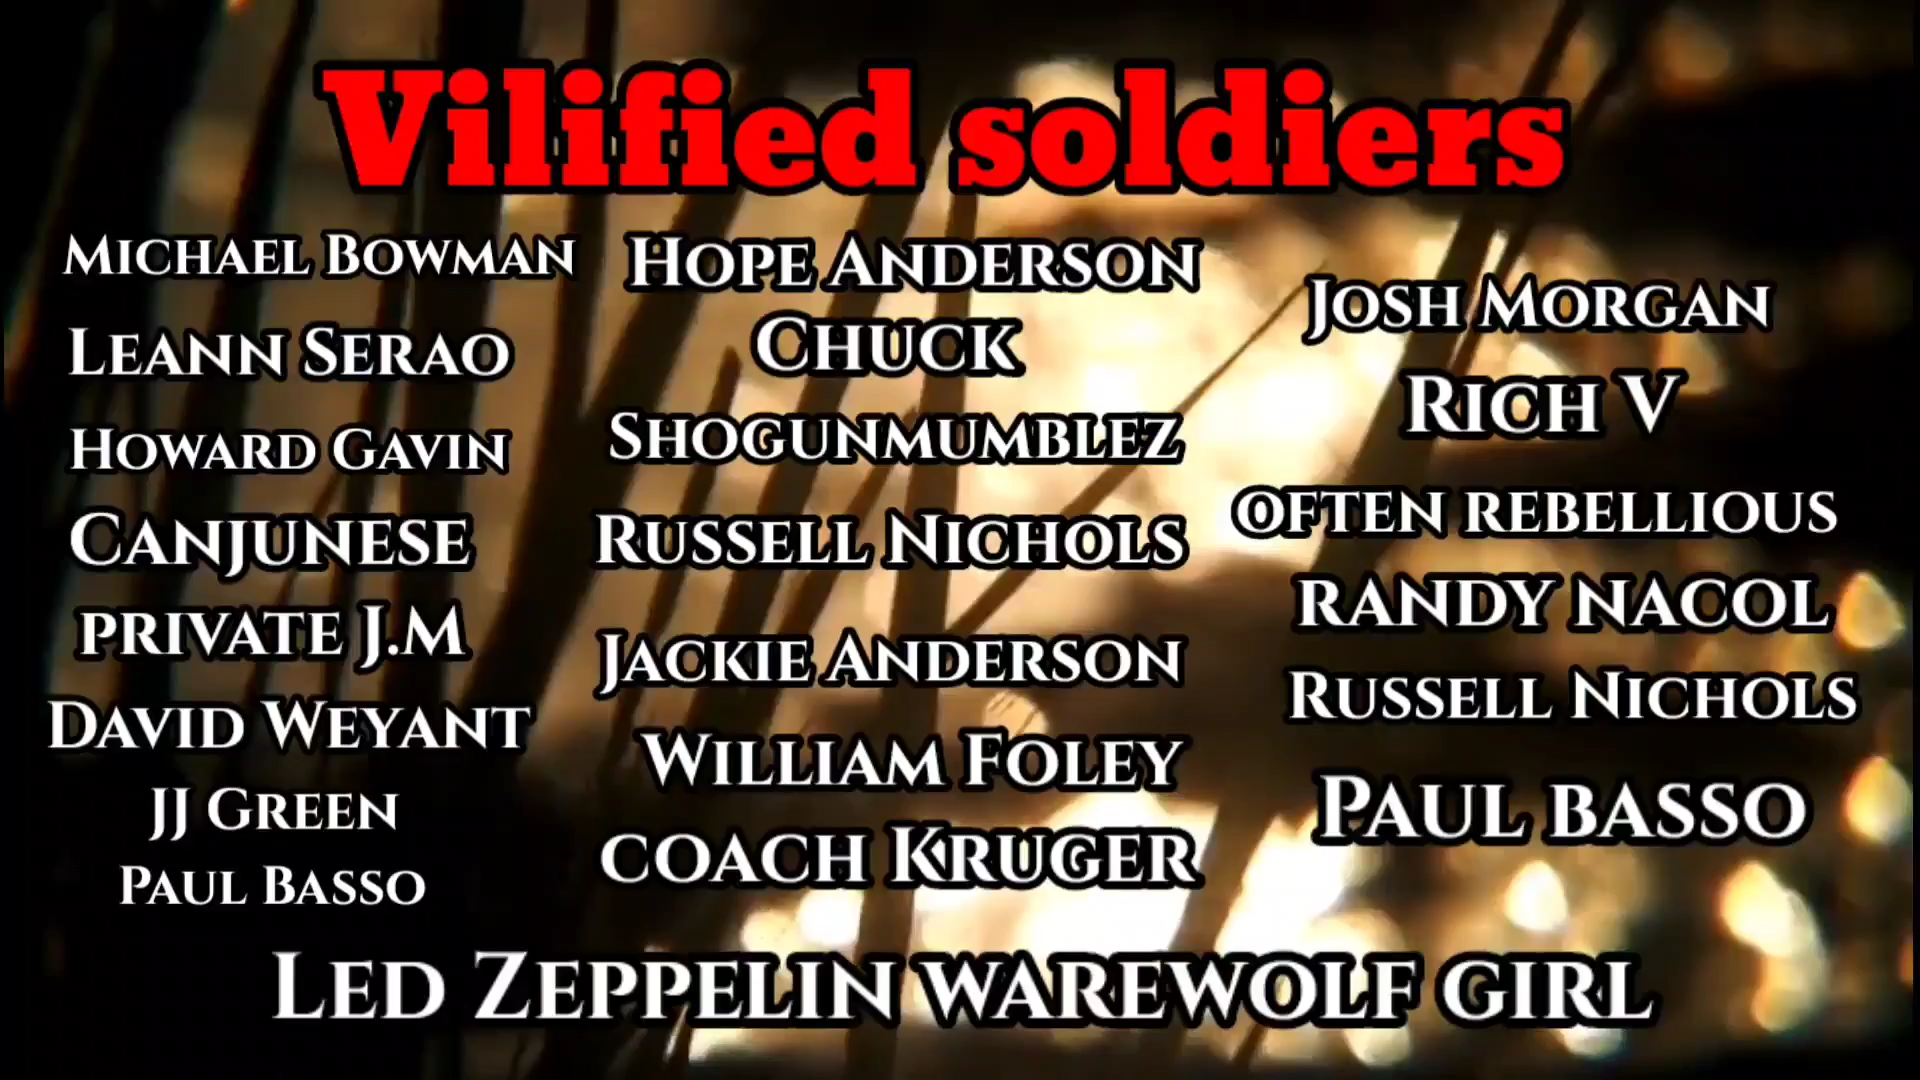 Vilified soldiers
Michael Bowman
Leann Serao
Howard Gavin
Canjunese
private J.M
David Weyant
JJ Green
Paul Basso
Hope Anderson
Chuck
Shogunmumblez
Russell Nichols
Jackie Anderson
William Foley
coach Kruger
Josh Morgan
Rich V
often rebellious
randy nacol
Russell Nichols
Paul basso
Led Zeppelin warewolf girl